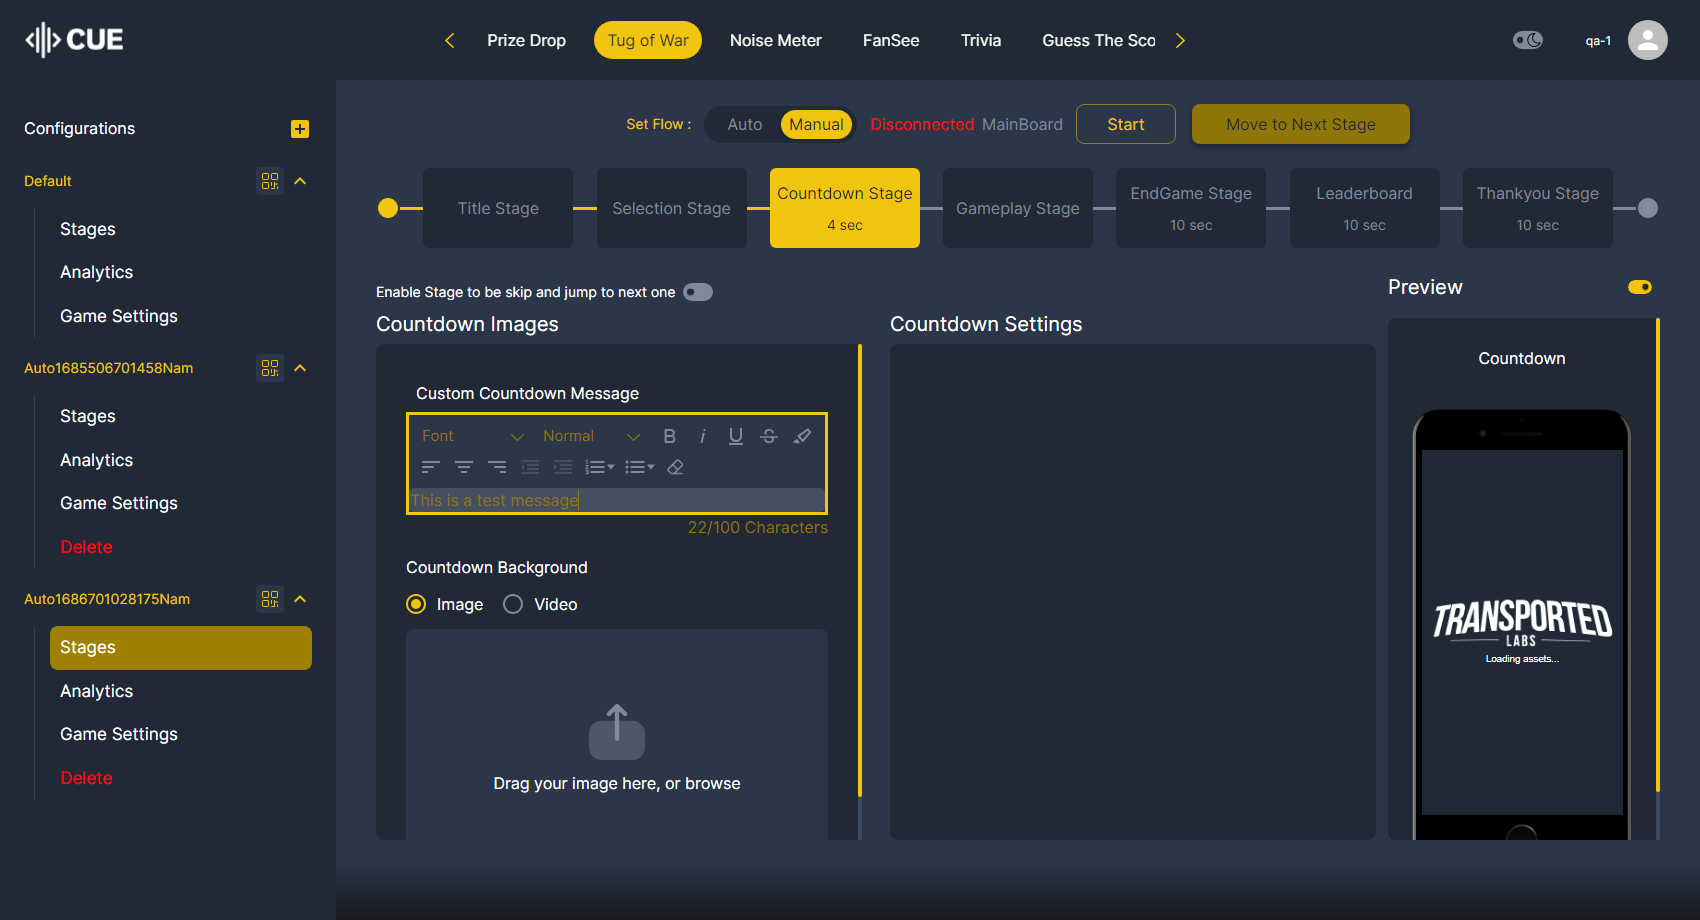 CUE
Prize Drop
Tug of War
Noise Meter
FanSee
Trivia
Guess The Sco
qa-1
Configurations
Default
Stages
Analytics
Game Settings
Auto1685506701458Nam
Stages
Analytics
Game Settings
Delete
Auto1686701028175Nam
Stages
Analytics
Game Settings
Delete
Set Flow :
Auto
Manual
Disconnected MainBoard
Start
Move to Next Stage
Title Stage
Selection Stage
Countdown Stage
4 sec
Gameplay Stage
EndGame Stage
10 sec
Leaderboard
10 sec
Thankyou Stage
10 sec
Enable Stage to be skip and jump to next one
Countdown Images
Custom Countdown Message
Font
Normal
B
i
U
S
This is a test message
22/100 Characters
Countdown Background
Image
Video
Drag your image here, or browse
Countdown Settings
Preview
Countdown
TRANSPORTED
LABS
Loading assets...